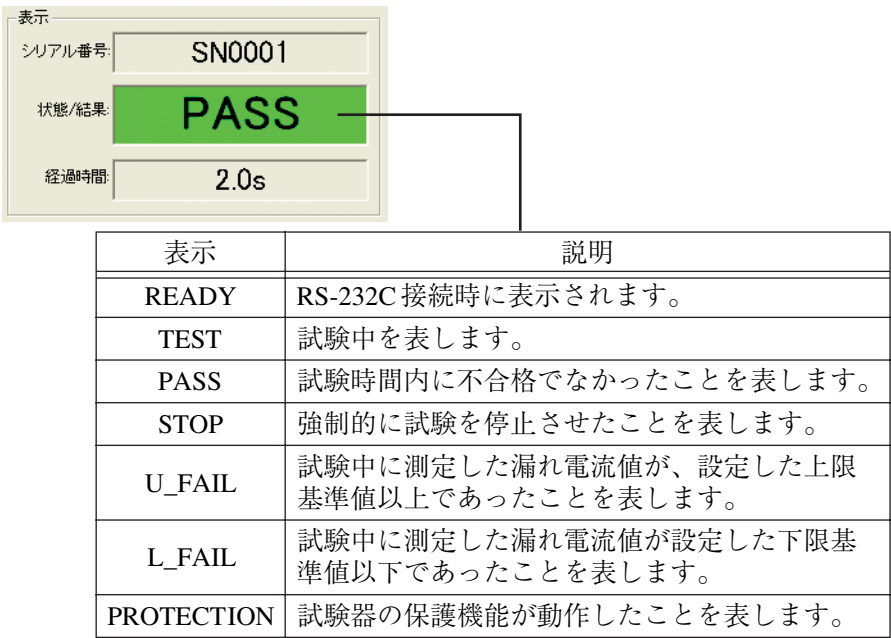 表示
シリアル番号: SN0001
状態/結果: PASS
経過時間: 2.0s
表示 説明
READY RS-232C接続時に表示されます。
TEST 試験中を表します。
PASS 試験時間内に不合格でなかったことを表します。
STOP 強制的に試験を停止させたことを表します。
U_FAIL 試験中に測定した漏れ電流値が、設定した上限
基準値以上であったことを表します。
L_FAIL 試験中に測定した漏れ電流値が設定した下限基
準値以下であったことを表します。
PROTECTION 試験器の保護機能が動作したことを表します。